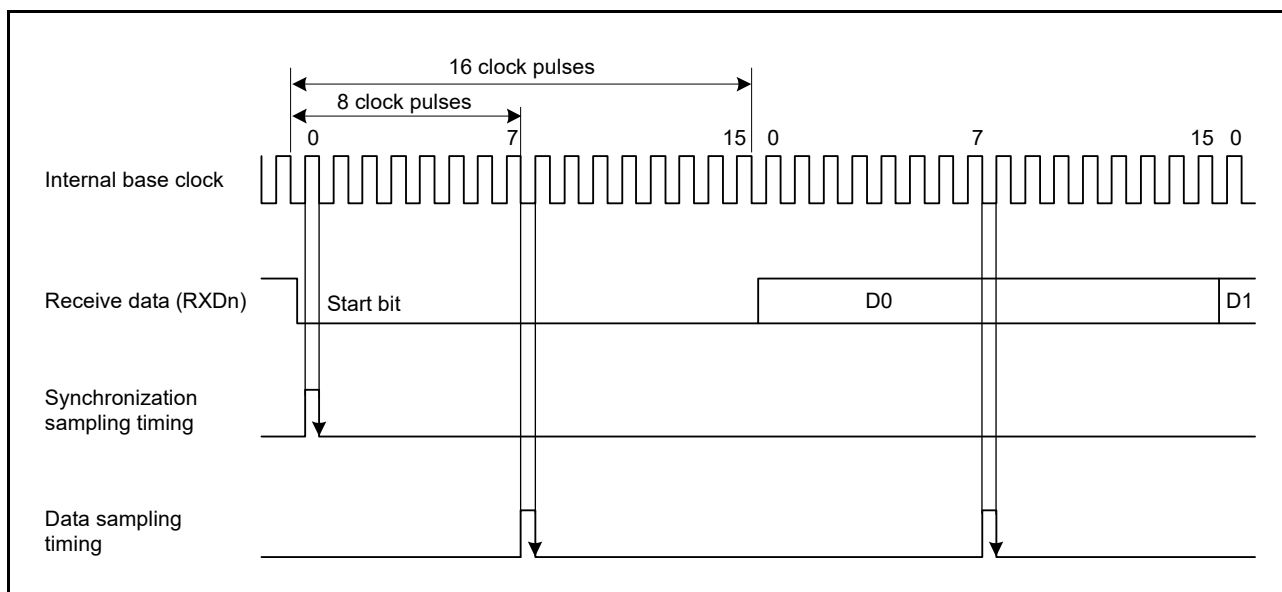 16 clock pulses
8 clock pulses
0 7 15 0 7 15 0
Internal base clock
Receive data (RXDn)
Start bit
D0
D1
Synchronization
sampling timing
Data sampling
timing